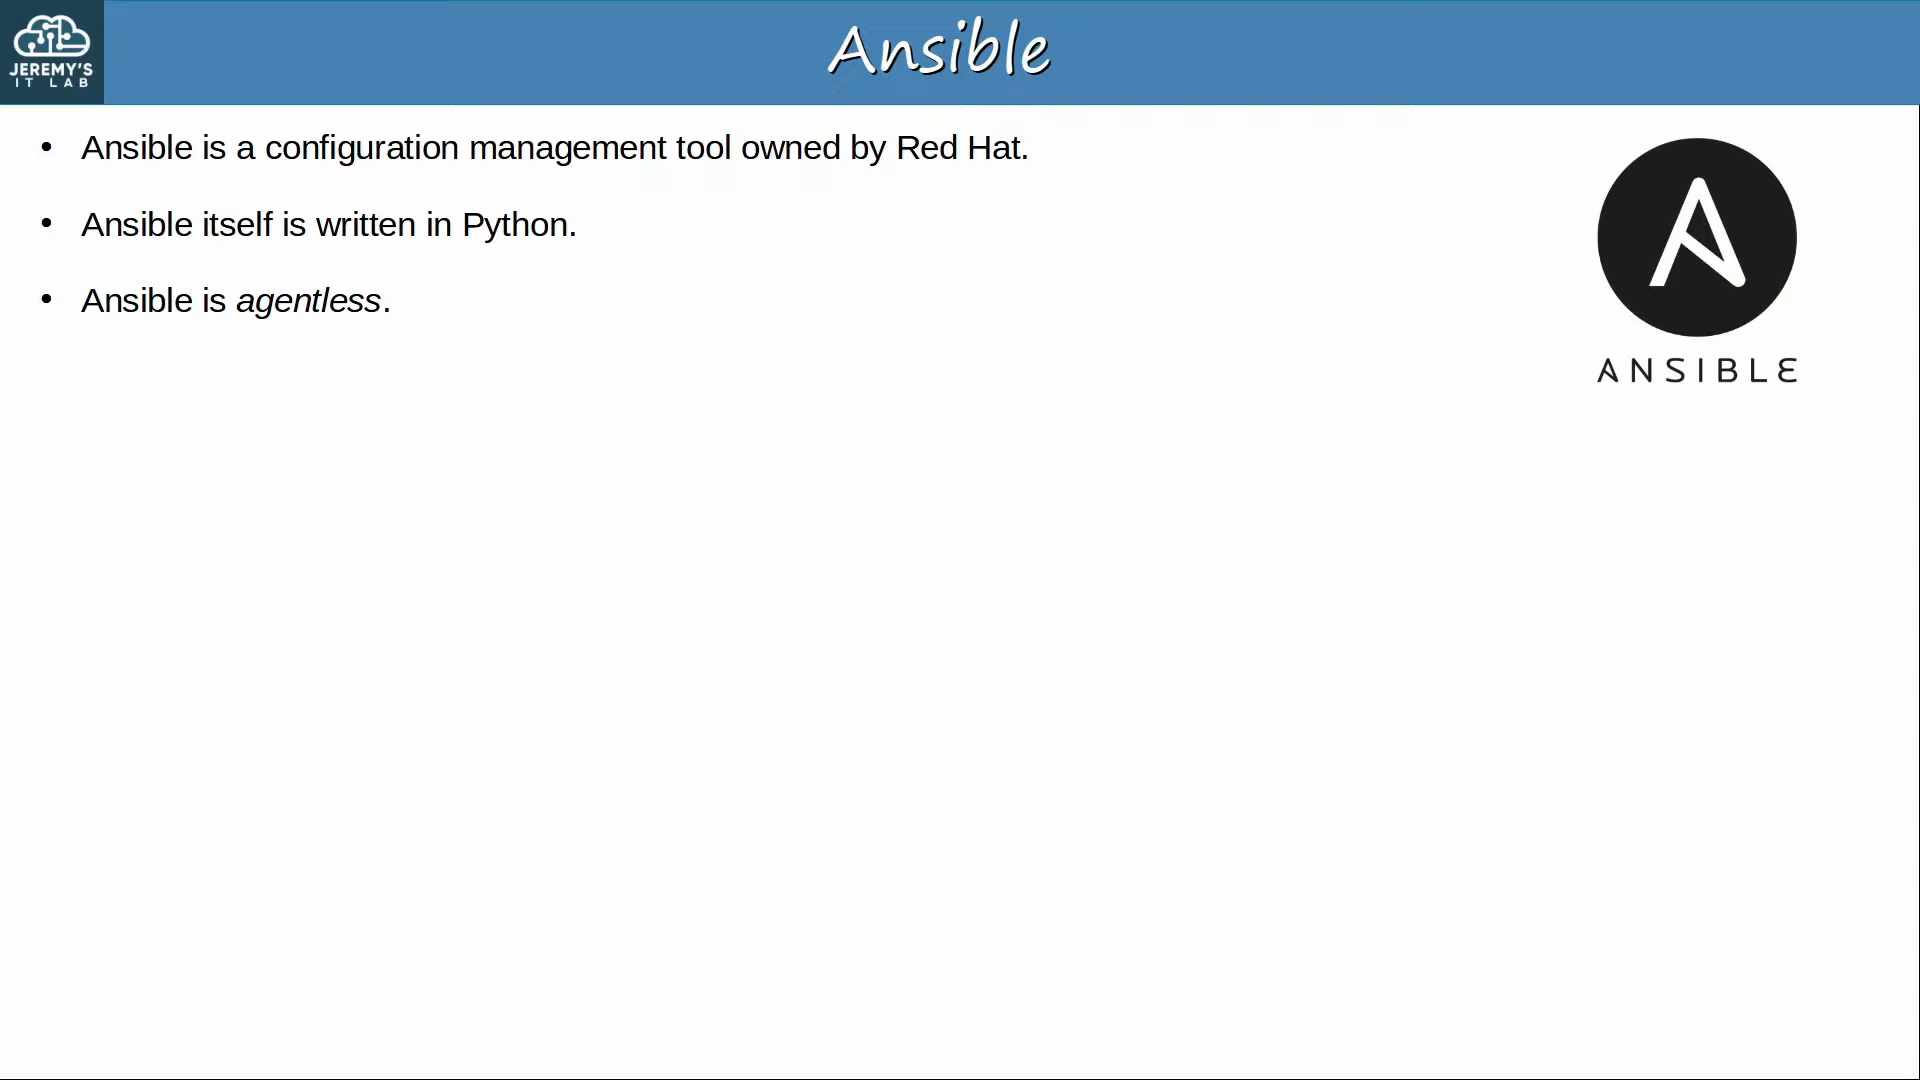 JEREMY'S
IT LAB
Ansible
• Ansible is a configuration management tool owned by Red Hat.
• Ansible itself is written in Python.
• Ansible is agentless.
ANSIBLE